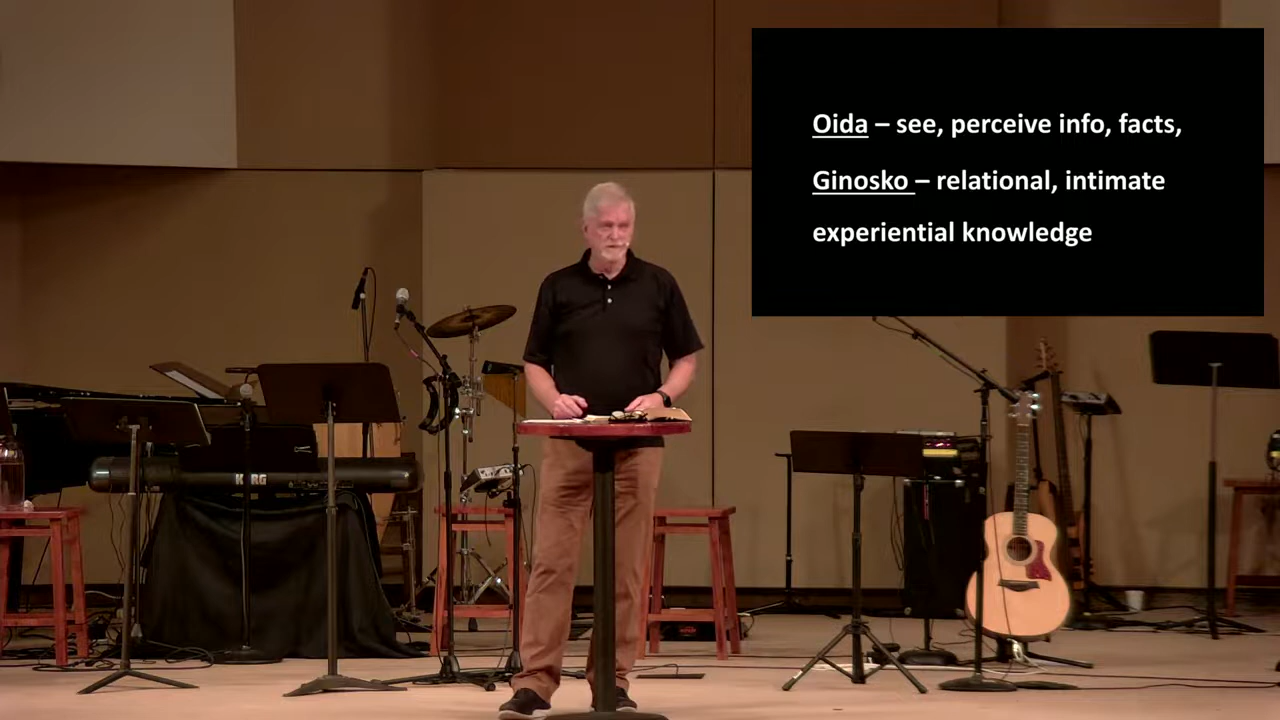 Oida – see, perceive info, facts,
Ginosko – relational, intimate
experiential knowledge
KORG